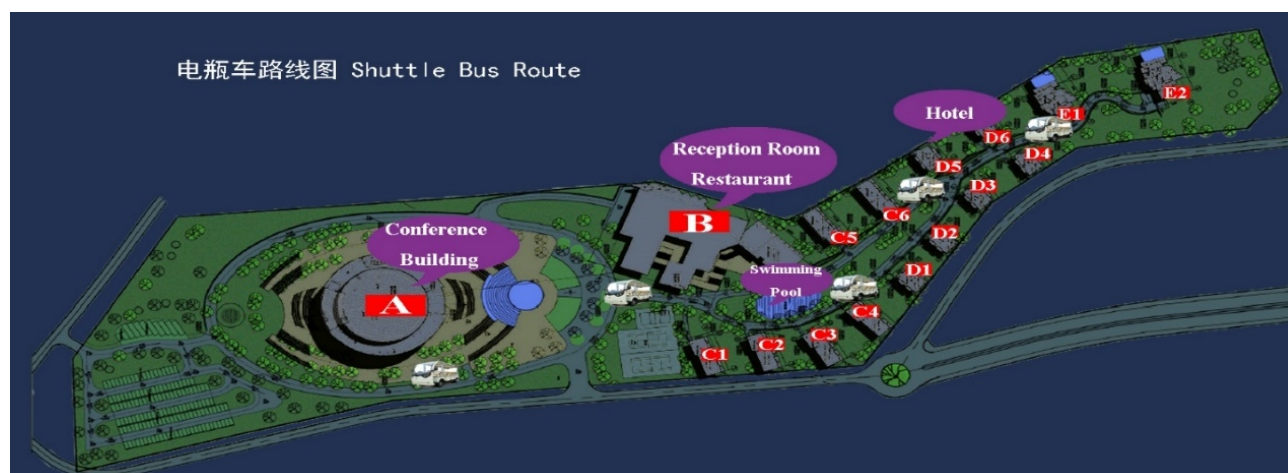 电瓶车路线图 Shuttle Bus Route
Conference
Building
A
Reception Room
Restaurant
B
Swimming
Pool
Hotel
C1
C2
C3
C4
C5
C6
D1
D2
D3
D4
D5
D6
E1
E2